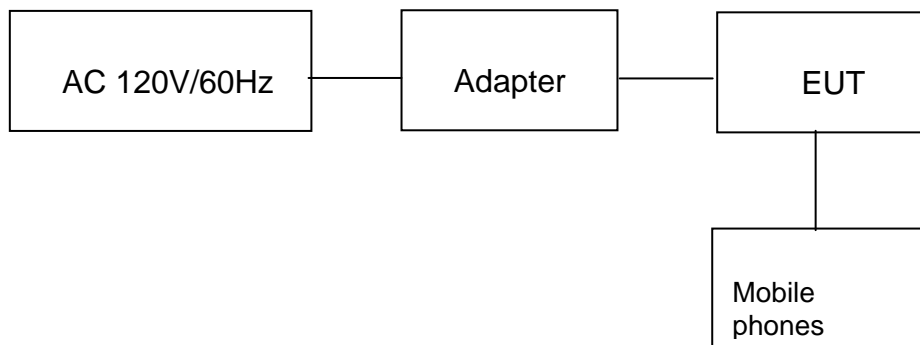 AC 120V/60Hz
Adapter
EUT
Mobile
phones